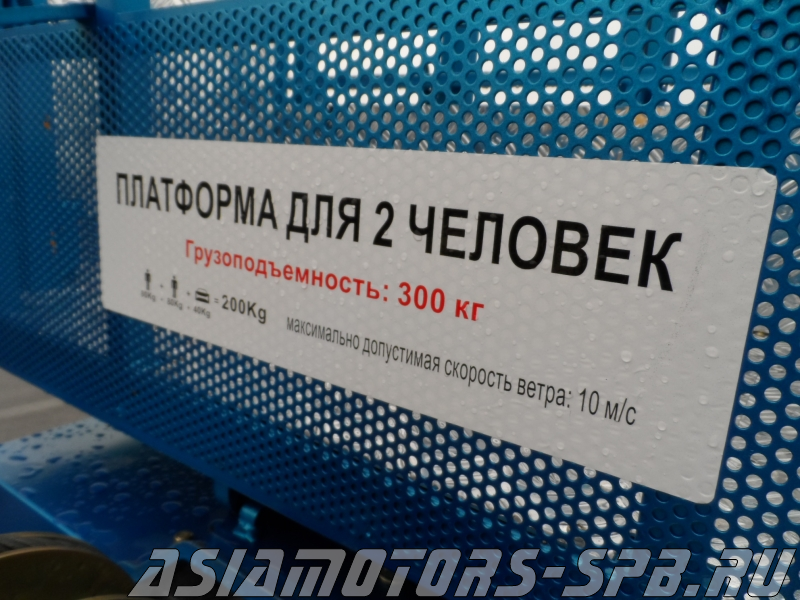 ПЛАТФОРМА ДЛЯ 2 ЧЕЛОВЕК
Грузоподъемность: 300 кг
= 200Kg
максимально допустимая скорость ветра: 10 м/с
ASIAMOTORS-SPB.RU